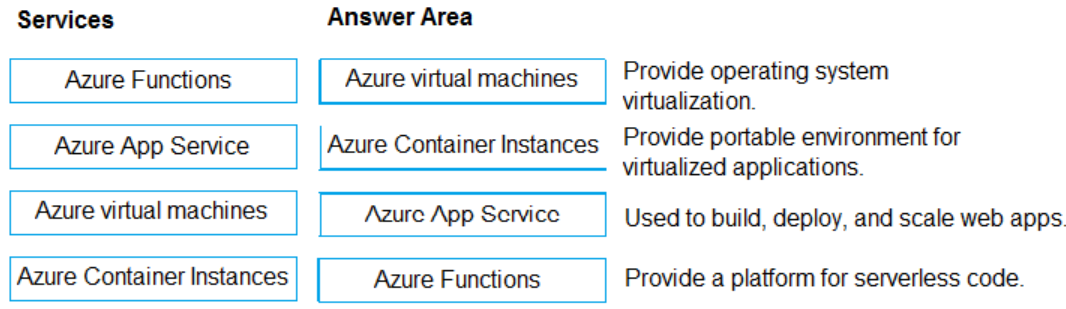 Services Answer Area
Azure Functions Azure virtual machines Provide operating system
virtualization.
Azure App Service Azure Container Instances Provide portable environment for
virtualized applications.
Azure virtual machines Azure App Service Used to build, deploy, and scale web apps.
Azure Container Instances Azure Functions Provide a platform for serverless code.